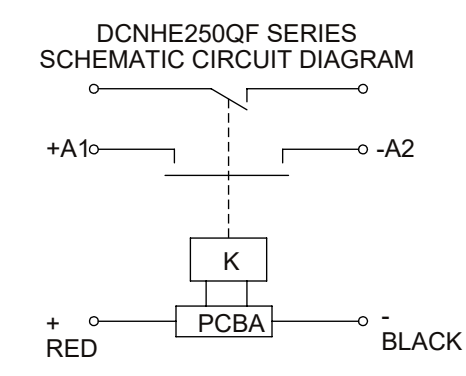 DCNHE250QF SERIES
SCHEMATIC CIRCUIT DIAGRAM
+A1 -A2
K
PCBA
+ -
RED BLACK